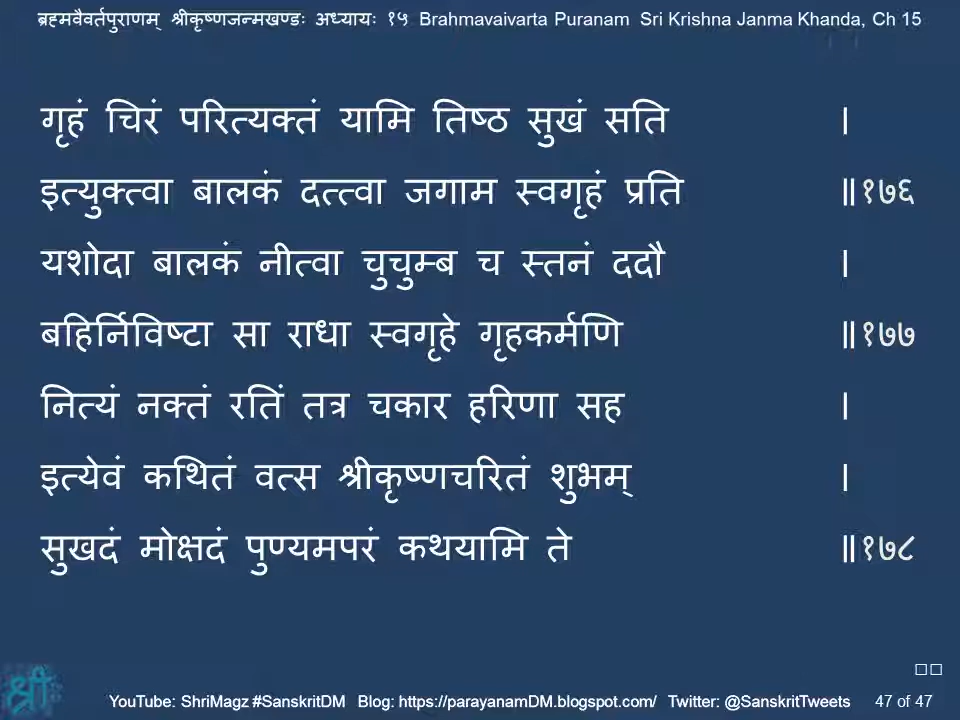 ब्रह्मवैवर्तपुराणम् श्रीकृष्णजन्मखण्डः अध्यायः १५ Brahmavaivarta Puranam Sri Krishna Janma Khanda, Ch 15
गृहं चिरं परित्यक्तं यामि तिष्ठ सुखं सति ।
इत्युक्त्वा बालकं दत्त्वा जगाम स्वगृहं प्रति ॥१७६
यशोदा बालकं नीत्वा चुचुम्ब च स्तनं ददौ ।
बहिर्निविष्टा सा राधा स्वगृहे गृहकर्मणि ॥१७७
नित्यं नक्तं रतिं तत्र चकार हरिणा सह ।
इत्येवं कथितं वत्स श्रीकृष्णचरितं शुभम् ।
सुखदं मोक्षदं पुण्यमपरं कथयामि ते ॥१७८
श्री
YouTube: ShriMagz #SanskritDM Blog: https://parayanamDM.blogspot.com/ Twitter: @SanskritTweets 47 of 47